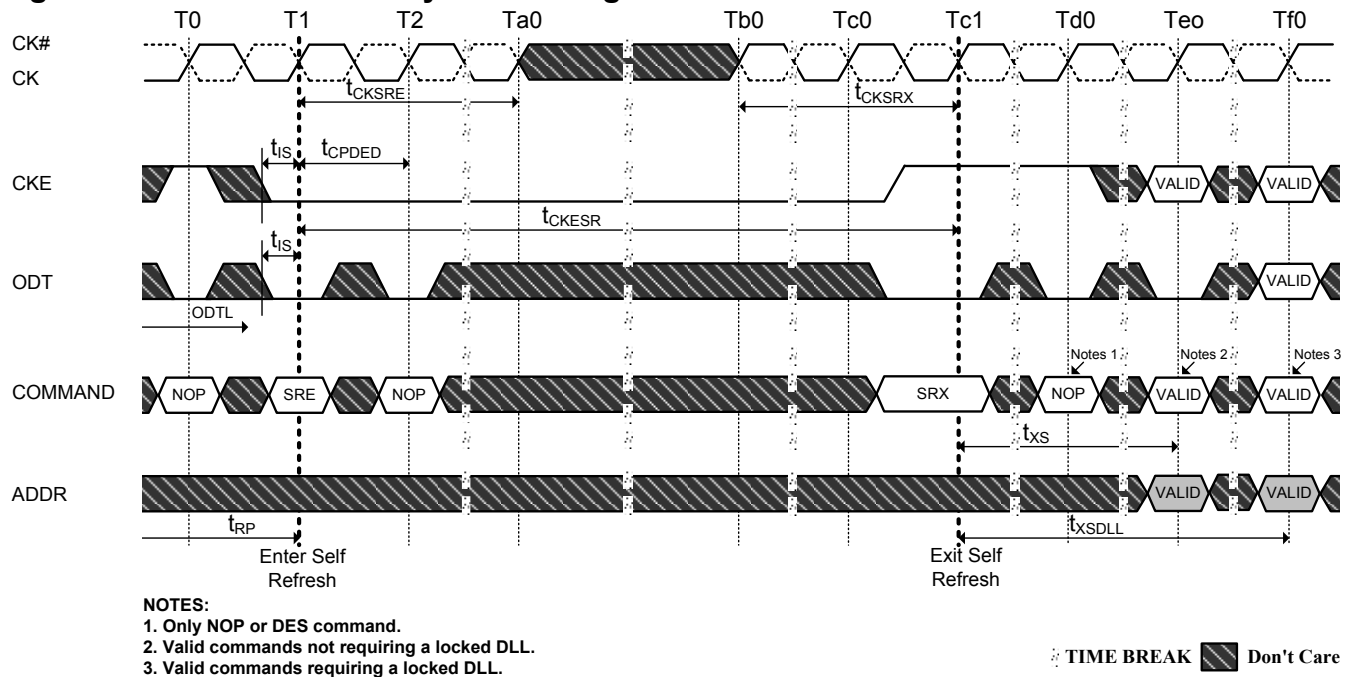 T0 T1 T2 Ta0 Tb0 Tc0 Tc1 Td0 Teo Tf0
CK#
CK
tCKSRE tCKSRX
tIS tCPDED
CKE VALID VALID
tCKESR
tIS
ODT VALID
ODTL
Notes 1 Notes 2 Notes 3
COMMAND NOP SRE NOP SRX NOP VALID VALID
tXS
ADDR VALID VALID
tRP tXSDLL
Enter Self
Refresh
Exit Self
Refresh
NOTES:
1. Only NOP or DES command.
2. Valid commands not requiring a locked DLL.
3. Valid commands requiring a locked DLL.
TIME BREAK Don't Care